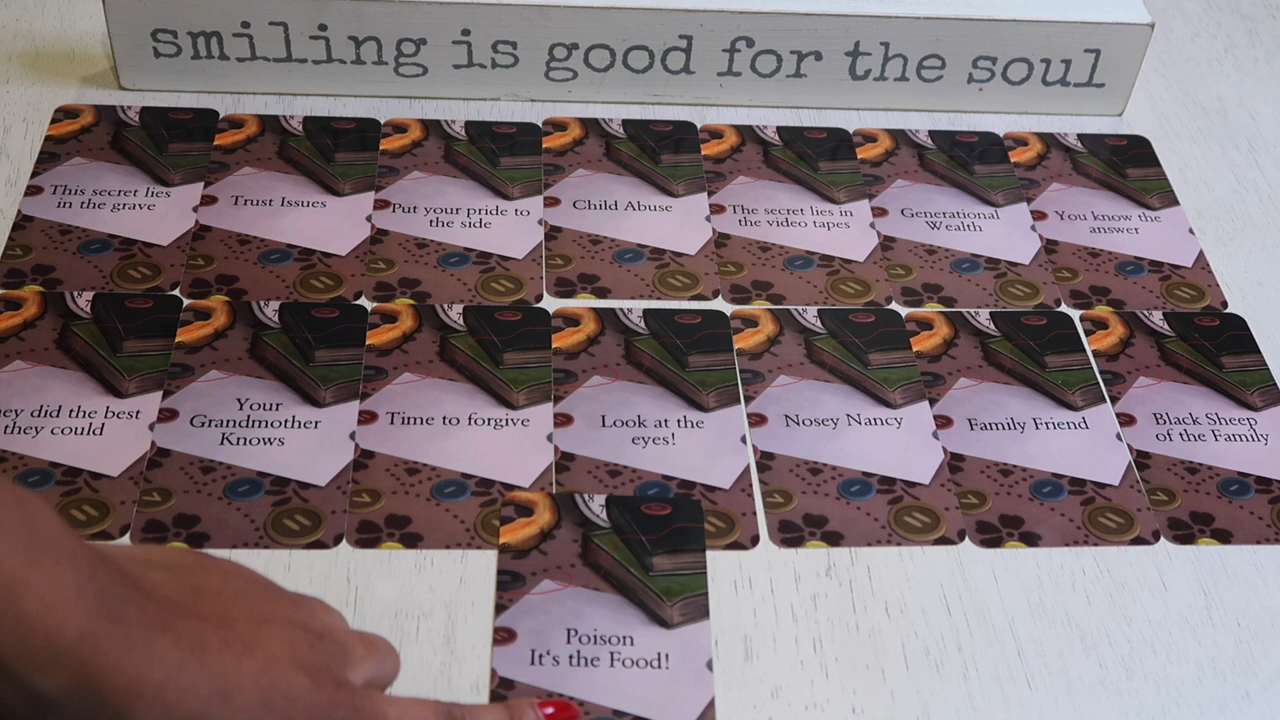 smiling is good for the soul
This secret lies
in the grave
Trust Issues
Put your pride to
the side
Child Abuse
The secret lies in
the video tapes
Generational
Wealth
You know the
answer
did the best
they could
Your
Grandmother
Knows
Time to forgive
Look at the
eyes!
Nosey Nancy
Family Friend
Black Sheep
of the Family
Poison
It's the Food!